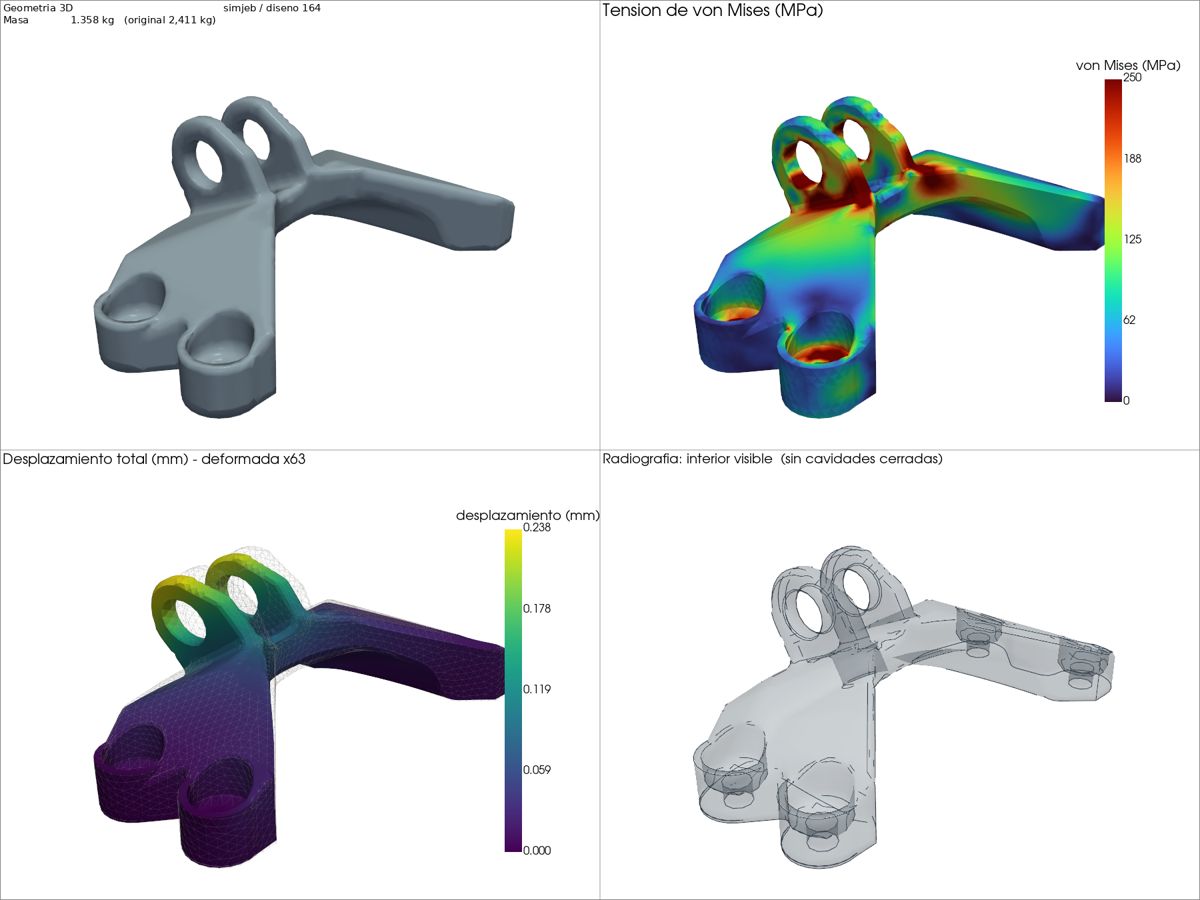 Geometria 3D simjeb / diseno 164
Masa 1.358 kg (original 2,411 kg)
Tension de von Mises (MPa)
von Mises (MPa)
250
188
125
62
0
Desplazamiento total (mm) - deformada x63
desplazamiento (mm)
0.238
0.178
0.119
0.059
0.000
Radiografia: interior visible (sin cavidades cerradas)